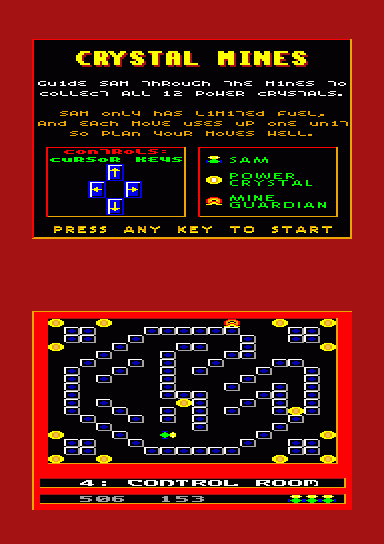 CRYSTAL MINES
GUIDE SAM THROUGH THE MINES TO
COLLECT ALL 12 POWER CRYSTALS.
SAM ONLY HAS LIMITED FUEL,
AND EACH MOVE USES UP ONE UNIT
SO PLAN YOUR MOVES WELL.
CONTROLS:
CURSOR KEYS
SAM
POWER
CRYSTAL
MINE
GUARDIAN
PRESS ANY KEY TO START
4: CONTROL ROOM
506 153